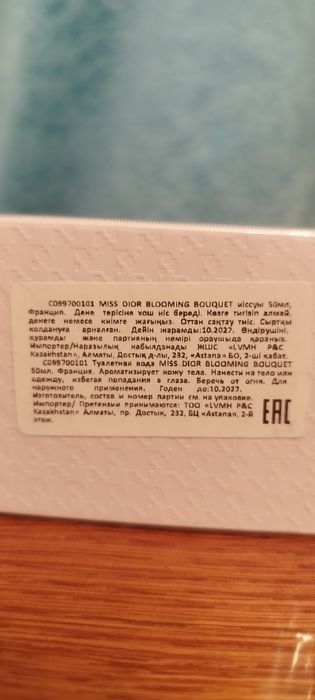 C099700101 MISS DIOR BLOOMING BOUQUET иіссуы 50мл,
Франция. Дене терісіне хош иіс береді. Көзге тигізіп алмай,
денеге немесе киімге жағыңыз. Оттан сақтау тиіс. Сыртқы
қолдануға арналған. Дейін жарамды:10.2027. Өндіруші,
құрамды және партияның нөмірі орауышда қараңыз.
Импортер/Наразылық қабылданады ЖШС «LVMH P&C
Kazakhstan», Алматы, Достық д-лы, 232, «Astana» БО, 2-ші қабат.
C099700101 Туалетная вода MISS DIOR BLOOMING BOUQUET
50мл, Франция. Ароматизирует кожу тела. Нанести на тело или
одежду, избегая попадания в глаза. Беречь от огня. Для
наружного применения. Годен до:10.2027.
Изготовитель, состав и номер партии см. на упаковке.
Импортер/ Претензии принимаются: ТОО «LVMH P&C
Kazakhstan» Алматы, пр. Достык, 232, БЦ «Astana», 2-й
этаж.
EAC